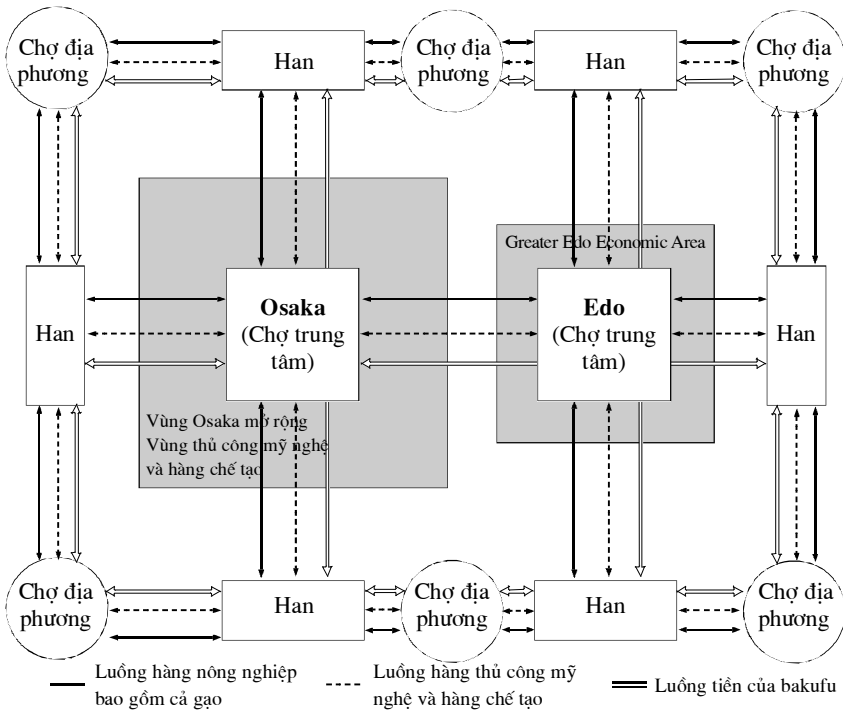 Chợ địa
phương
Han
Chợ địa
phương
Han
Chợ địa
phương
Greater Edo Economic Area
Han
Osaka
(Chợ trung
tâm)
Edo
(Chợ trung
tâm)
Han
Vùng Osaka mở rộng
Vùng thủ công mỹ nghệ
và hàng chế tạo
Chợ địa
phương
Han
Chợ địa
phương
Han
Chợ địa
phương
Luồng hàng nông nghiệp
bao gồm cả gạo
Luồng hàng thủ công mỹ
nghệ và hàng chế tạo
Luồng tiền của bakufu